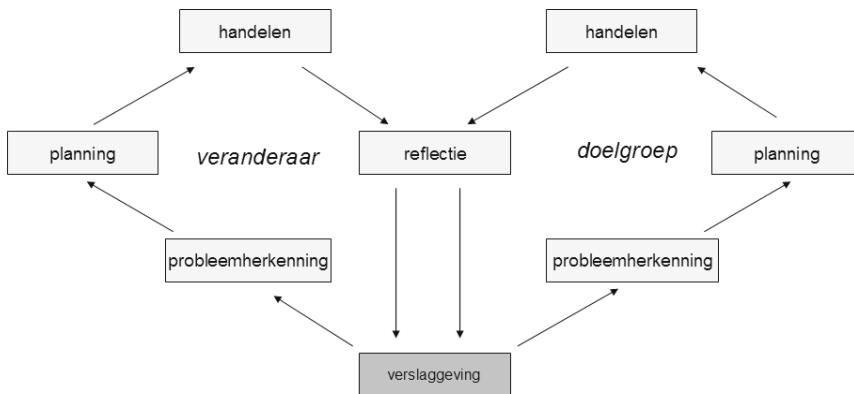 handelen
handelen
planning
veranderaar
reflectie
doelgroep
planning
probleemherkenning
probleemherkenning
verslaggeving